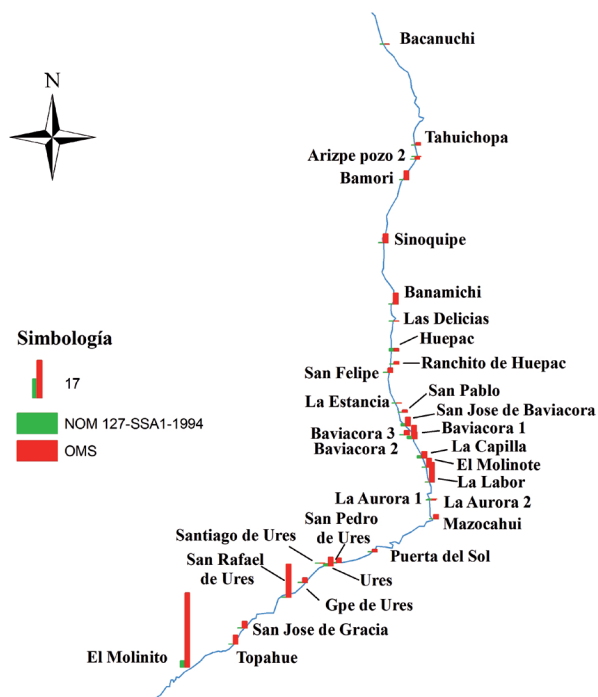 Bacanuchi
N
Tahuichopa
Arizpe pozo 2
Bamori
Sinoquipe
Banamichi
Las Delicias
Simbología
Huepac
Ranchito de Huepac
San Felipe
17
San Pablo
La Estancia
San Jose de Baviacora
NOM 127-SSA1-1994
Baviacora 1
Baviacora 3
Baviacora 2
La Capilla
OMS
El Molinote
La Labor
La Aurora 1
La Aurora 2
San Pedro
de Ures
Mazocahui
Santiago de Ures
Puerta del Sol
San Rafael
de Ures
Ures
Gpe de Ures
San Jose de Gracia
El Molinito
Topahue